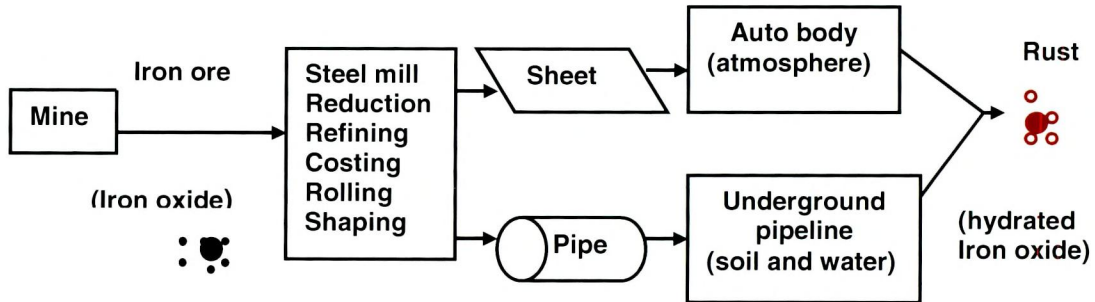 Mine
Iron ore
(Iron oxide)
Steel mill
Reduction
Refining
Costing
Rolling
Shaping
Sheet
Pipe
Auto body
(atmosphere)
Underground
pipeline
(soil and water)
Rust
(hydrated
Iron oxide)